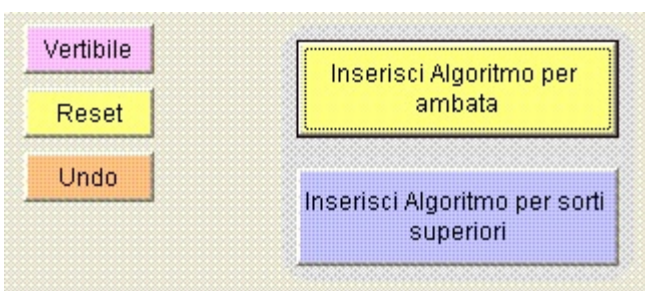 Vertibile
Reset
Undo
Inserisci Algoritmo per
ambata
Inserisci Algoritmo per sorti
superiori